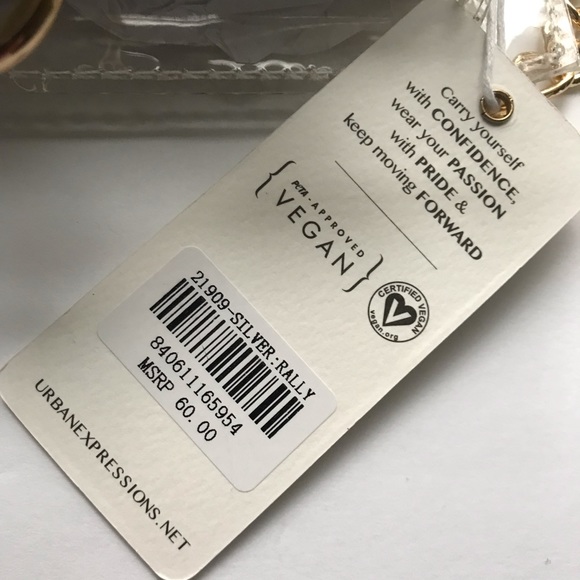 Carry yourself
with CONFIDENCE,
wear your PASSION
with PRIDE &
keep moving FORWARD
{ PeTA-APPROVED
VEGAN }
CERTIFIED VEGAN
vegan.org
21909-SILVER:RALLY
840611165954
MSRP 60.00
URBANEXPRESSIONS.NET